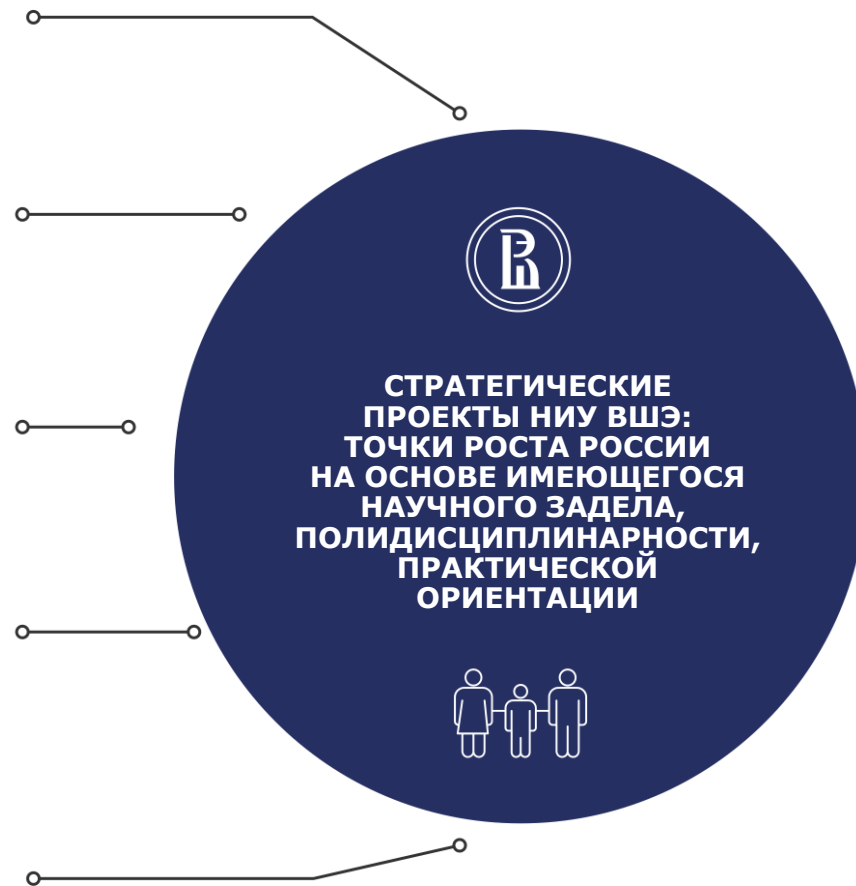 СТРАТЕГИЧЕСКИЕ
ПРОЕКТЫ НИУ ВШЭ:
ТОЧКИ РОСТА РОССИИ
НА ОСНОВЕ ИМЕЮЩЕГОСЯ
НАУЧНОГО ЗАДЕЛА,
ПОЛИДИСЦИПЛИНАРНОСТИ,
ПРАКТИЧЕСКОЙ
ОРИЕНТАЦИИ